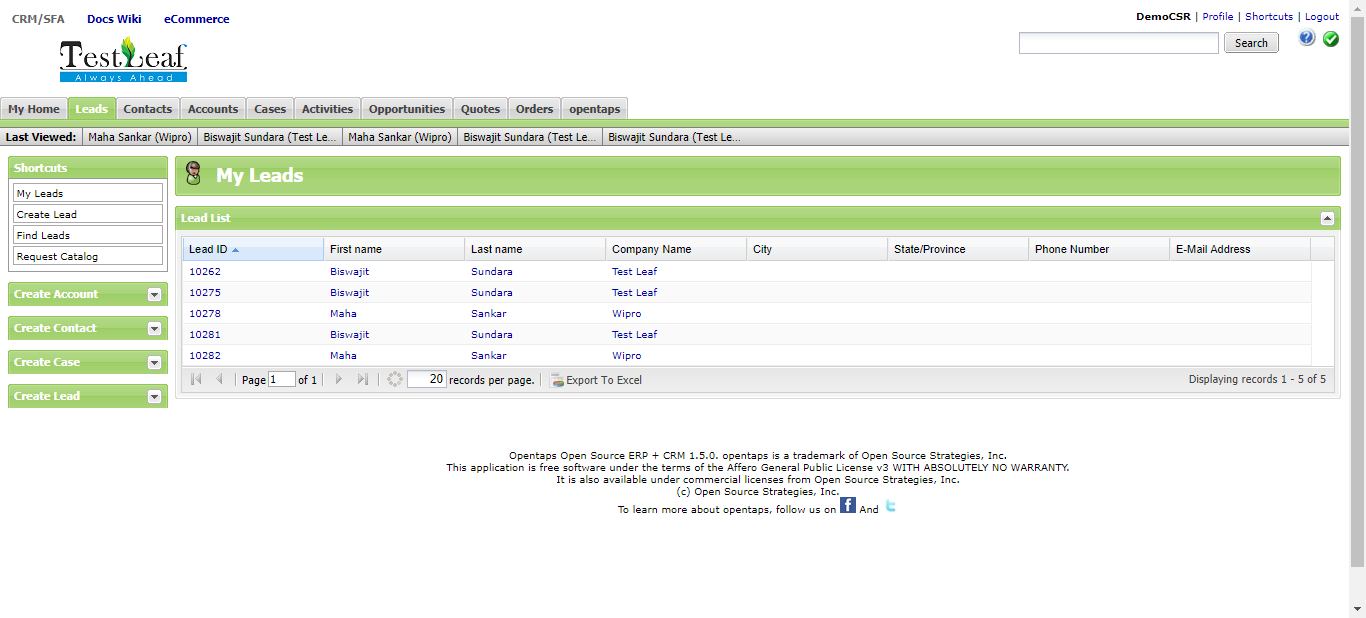 CRM/SFA Docs Wiki eCommerce
DemoCSR | Profile | Shortcuts | Logout
TestLeaf
Always Ahead
Search
My Home Leads Contacts Accounts Cases Activities Opportunities Quotes Orders opentaps
Last Viewed: Maha Sankar (Wipro) Biswajit Sundara (Test Le... Maha Sankar (Wipro) Biswajit Sundara (Test Le... Biswajit Sundara (Test Le...
Shortcuts
My Leads
Create Lead
Find Leads
Request Catalog
Create Account
Create Contact
Create Case
Create Lead
My Leads
Lead List
Lead ID First name Last name Company Name City State/Province Phone Number E-Mail Address
10262 Biswajit Sundara Test Leaf
10275 Biswajit Sundara Test Leaf
10278 Maha Sankar Wipro
10281 Biswajit Sundara Test Leaf
10282 Maha Sankar Wipro
Page 1 of 1 20 records per page. Export To Excel Displaying records 1 - 5 of 5
Opentaps Open Source ERP + CRM 1.5.0. opentaps is a trademark of Open Source Strategies, Inc.
This application is free software under the terms of the Affero General Public License v3 WITH ABSOLUTELY NO WARRANTY.
It is also available under commercial licenses from Open Source Strategies, Inc.
(c) Open Source Strategies, Inc.
To learn more about opentaps, follow us on f And t